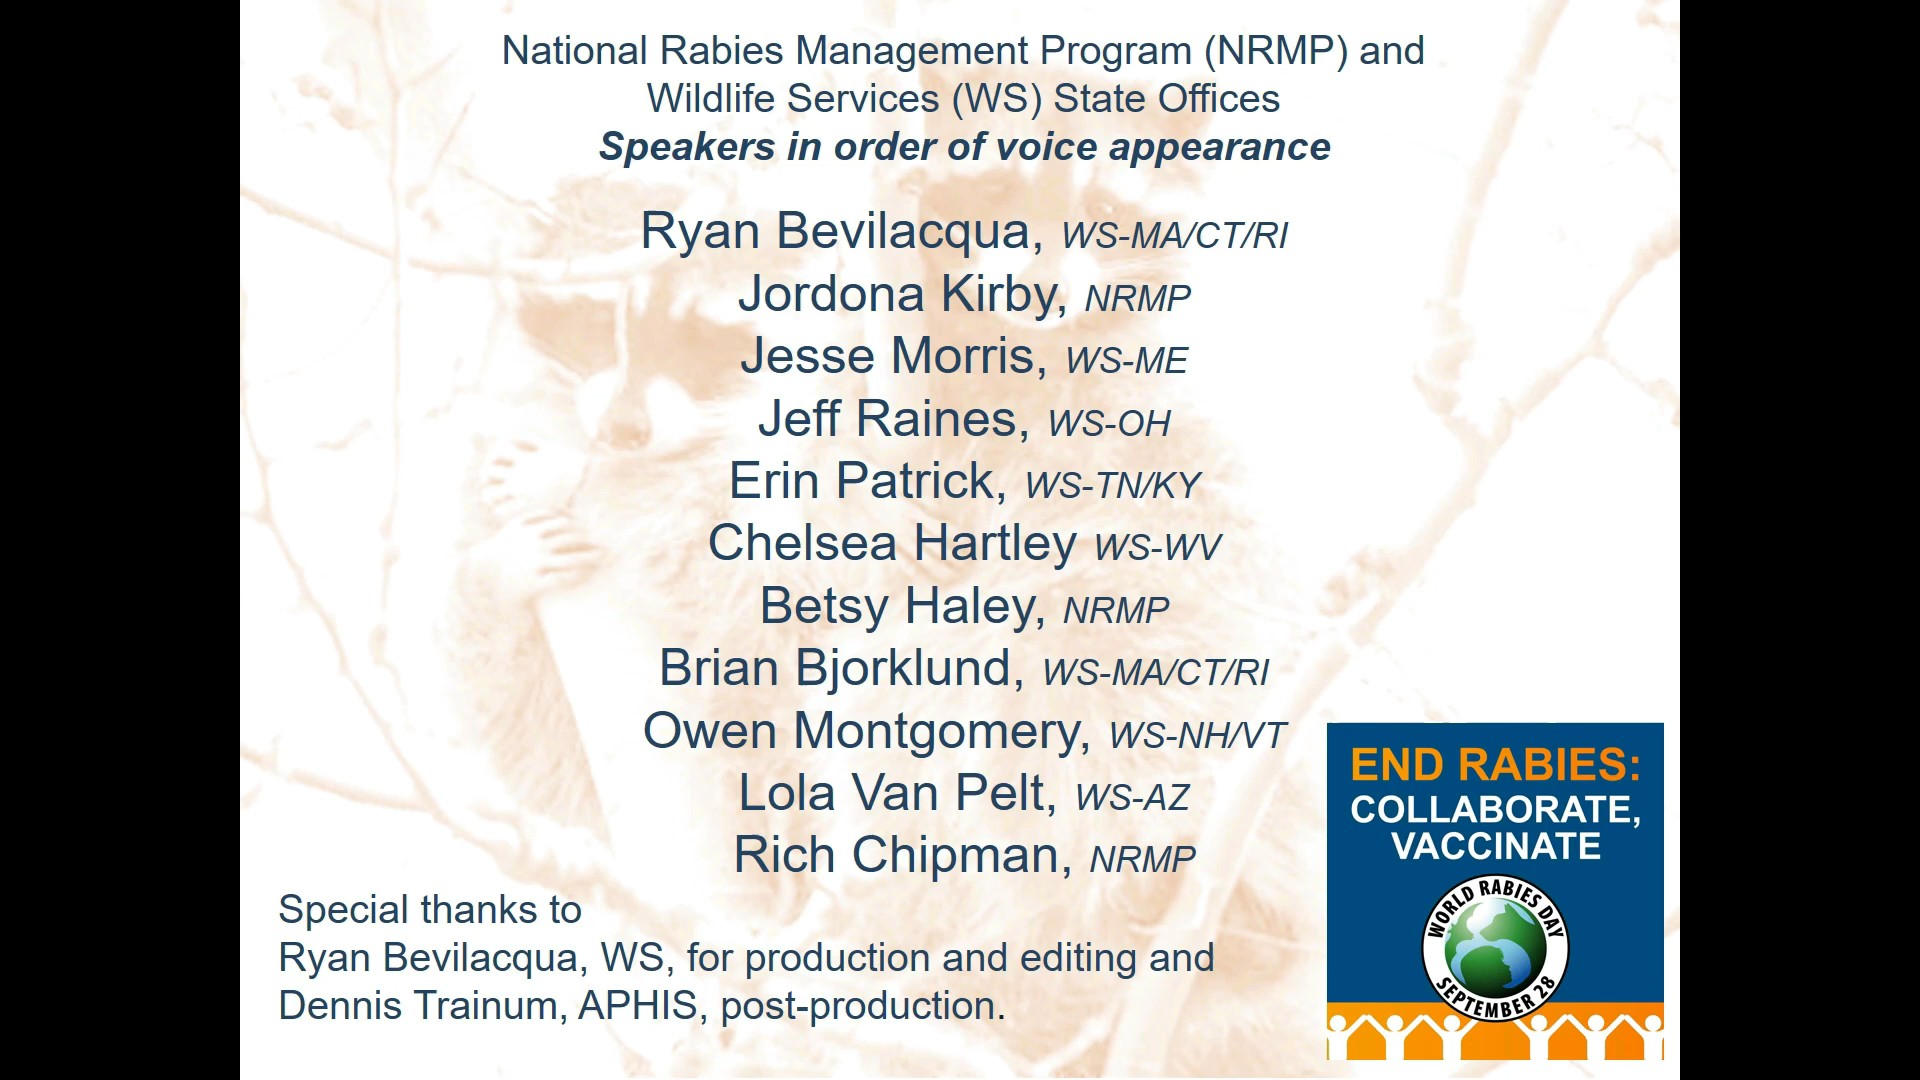 National Rabies Management Program (NRMP) and
Wildlife Services (WS) State Offices
Speakers in order of voice appearance
Ryan Bevilacqua, WS-MA/CT/RI
Jordona Kirby, NRMP
Jesse Morris, WS-ME
Jeff Raines, WS-OH
Erin Patrick, WS-TN/KY
Chelsea Hartley WS-WV
Betsy Haley, NRMP
Brian Bjorklund, WS-MA/CT/RI
Owen Montgomery, WS-NH/VT
Lola Van Pelt, WS-AZ
Rich Chipman, NRMP
Special thanks to
Ryan Bevilacqua, WS, for production and editing and
Dennis Trainum, APHIS, post-production.
END RABIES:
COLLABORATE,
VACCINATE
WORLD RABIES DAY
SEPTEMBER 28